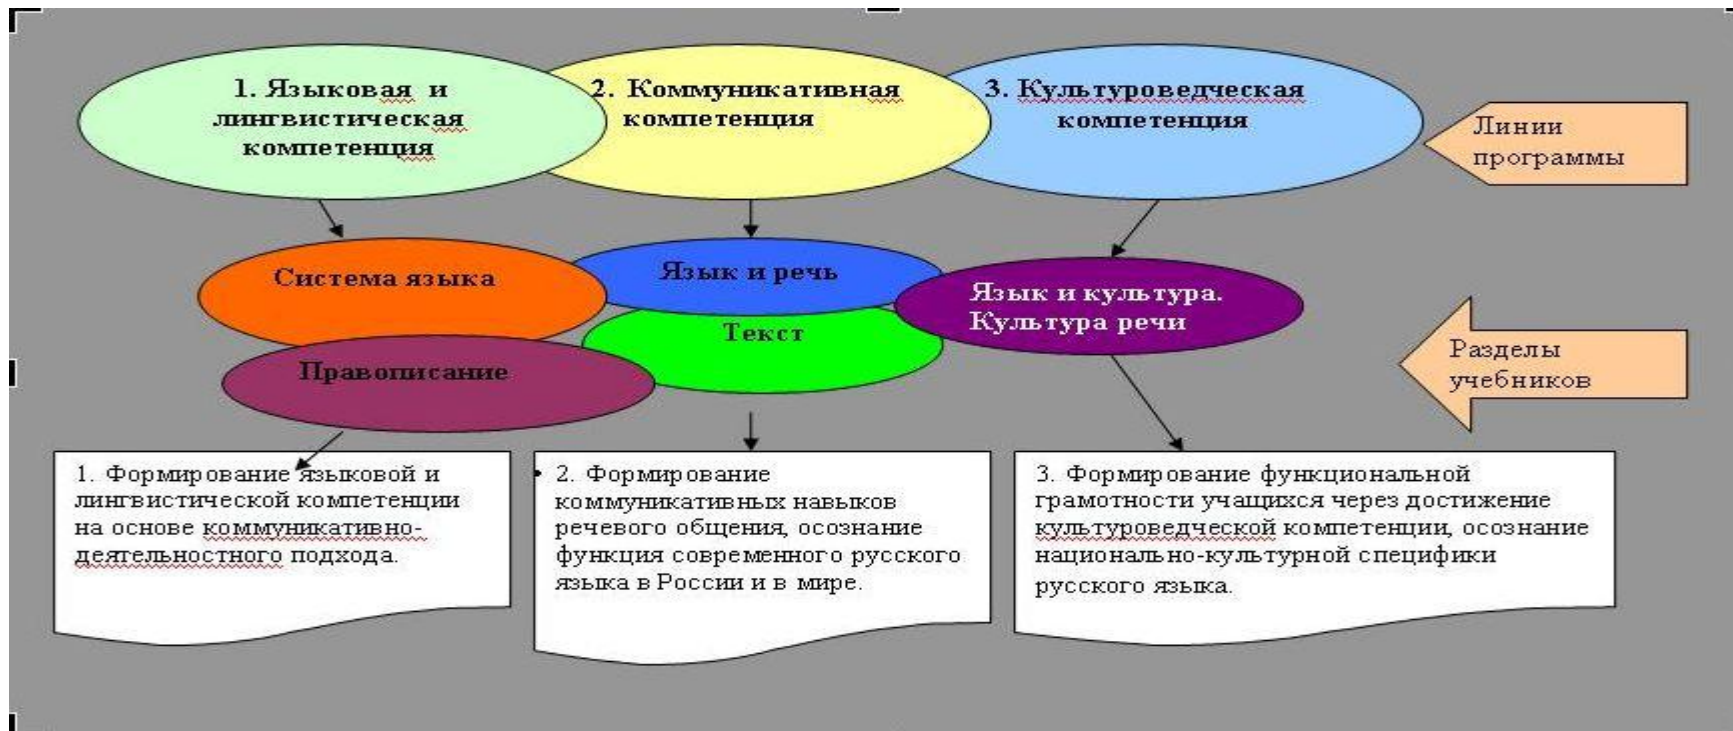 1. Языковая и
лингвистическая
компетенция
2. Коммуникативная
компетенция
3. Культуроведческая
компетенция
Линии
программы
Система языка
Правописание
Язык и речь
Текст
Язык и культура.
Культура речи
Разделы
учебников
1. Формирование языковой и
лингвистической компетенции
на основе коммуникативно-
деятельностного подхода.
• 2. Формирование
коммуникативных навыков
речевого общения, осознание
функция современного русского
языка в России и в мире.
3. Формирование функциональной
грамотности учащихся через достижение
культуроведческой компетенции, осознание
национально-культурной специфики
русского языка.